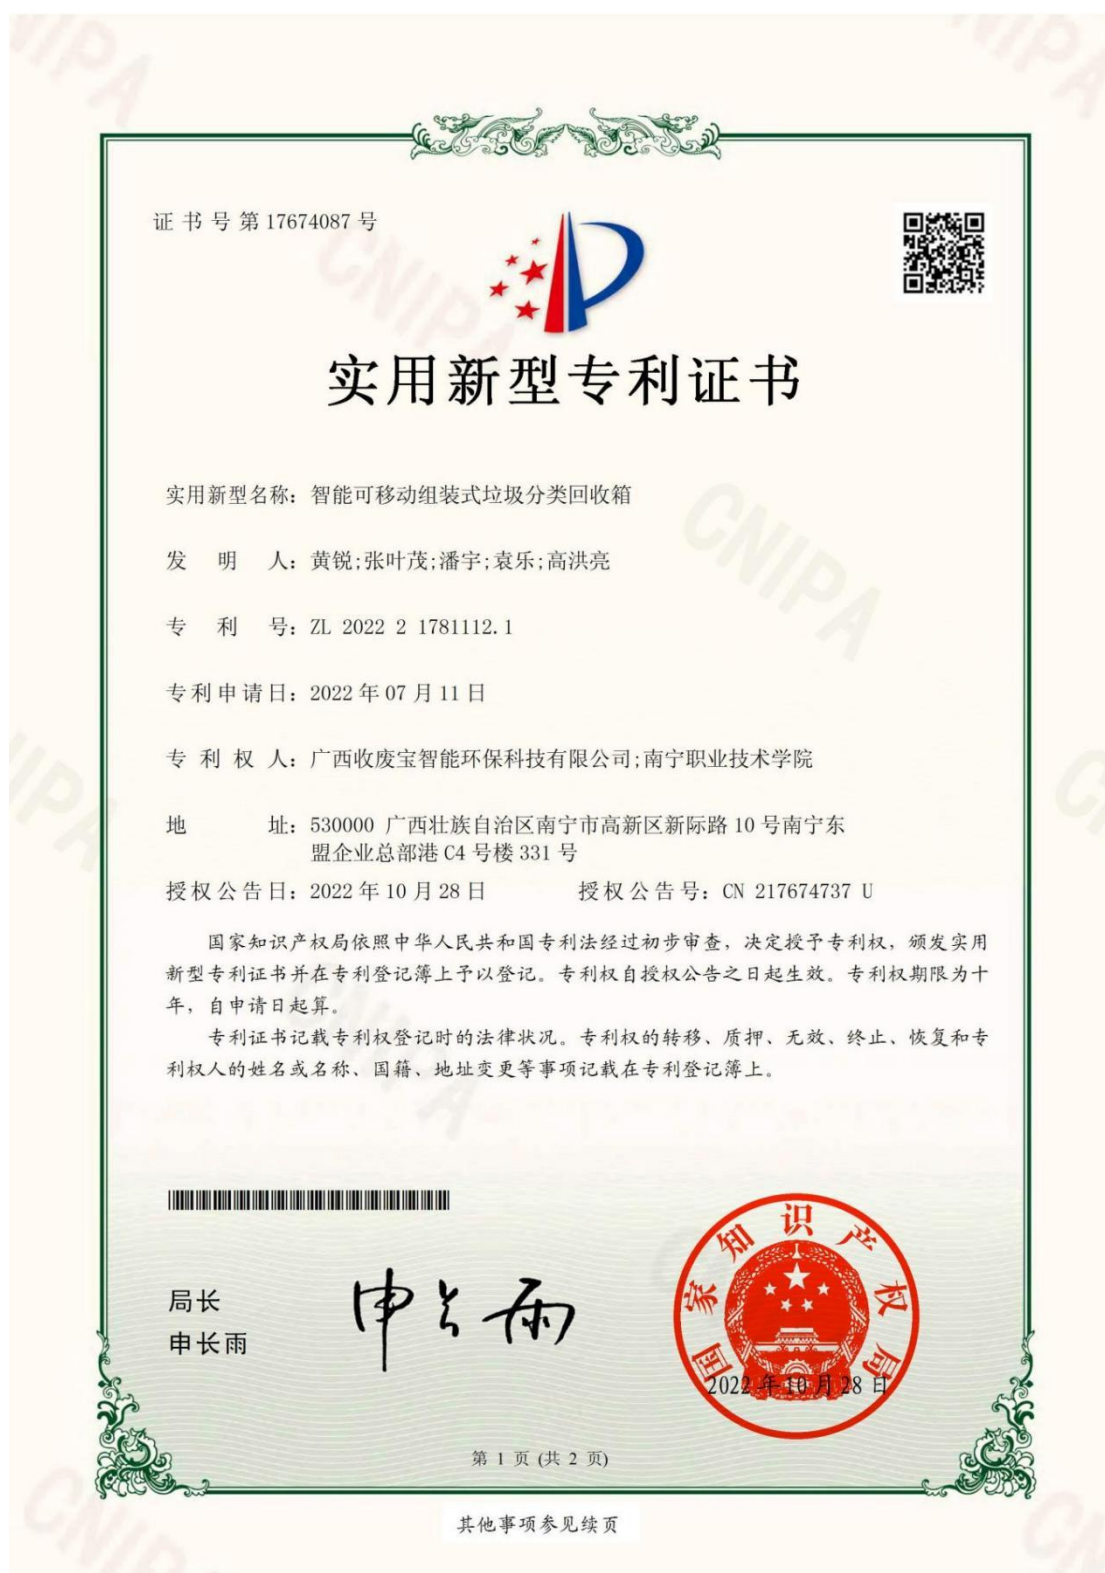 证书号第17674087号
实用新型专利证书
实用新型名称：智能可移动组装式垃圾分类回收箱
发明人：黄锐;张叶茂;潘宇;袁乐;高洪亮
专利号：ZL 2022 2 1781112.1
专利申请日：2022年07月11日
专利权人：广西收废宝智能环保科技有限公司;南宁职业技术学院
地址：530000 广西壮族自治区南宁市高新区新际路10号南宁东
盟企业总部港C4号楼331号
授权公告日：2022年10月28日 授权公告号：CN 217674737 U
国家知识产权局依照中华人民共和国专利法经过初步审查，决定授予专利权，颁发实用
新型专利证书并在专利登记簿上予以登记。专利权自授权公告之日起生效。专利权期限为十
年，自申请日起算。
专利证书记载专利权登记时的法律状况。专利权的转移、质押、无效、终止、恢复和专
利权人的姓名或名称、国籍、地址变更等事项记载在专利登记簿上。
局长
申长雨
申长雨
国家知识产权局
2022年10月28日
第 1 页 (共 2 页)
其他事项参见续页
CNIPA
CNIPA
CNIPA
CNIPA
CNIPA
CNIPA